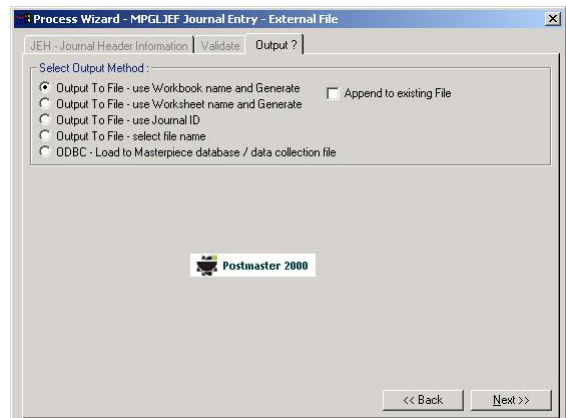 Process Wizard - MPGLJEF Journal Entry - External File
JEH - Journal Header Information Validate Output ?
Select Output Method :
Output To File - use Workbook name and Generate Append to existing File
Output To File - use Worksheet name and Generate
Output To File - use Journal ID
Output To File - select file name
ODBC - Load to Masterpiece database / data collection file
Postmaster 2000
<< Back Next >>